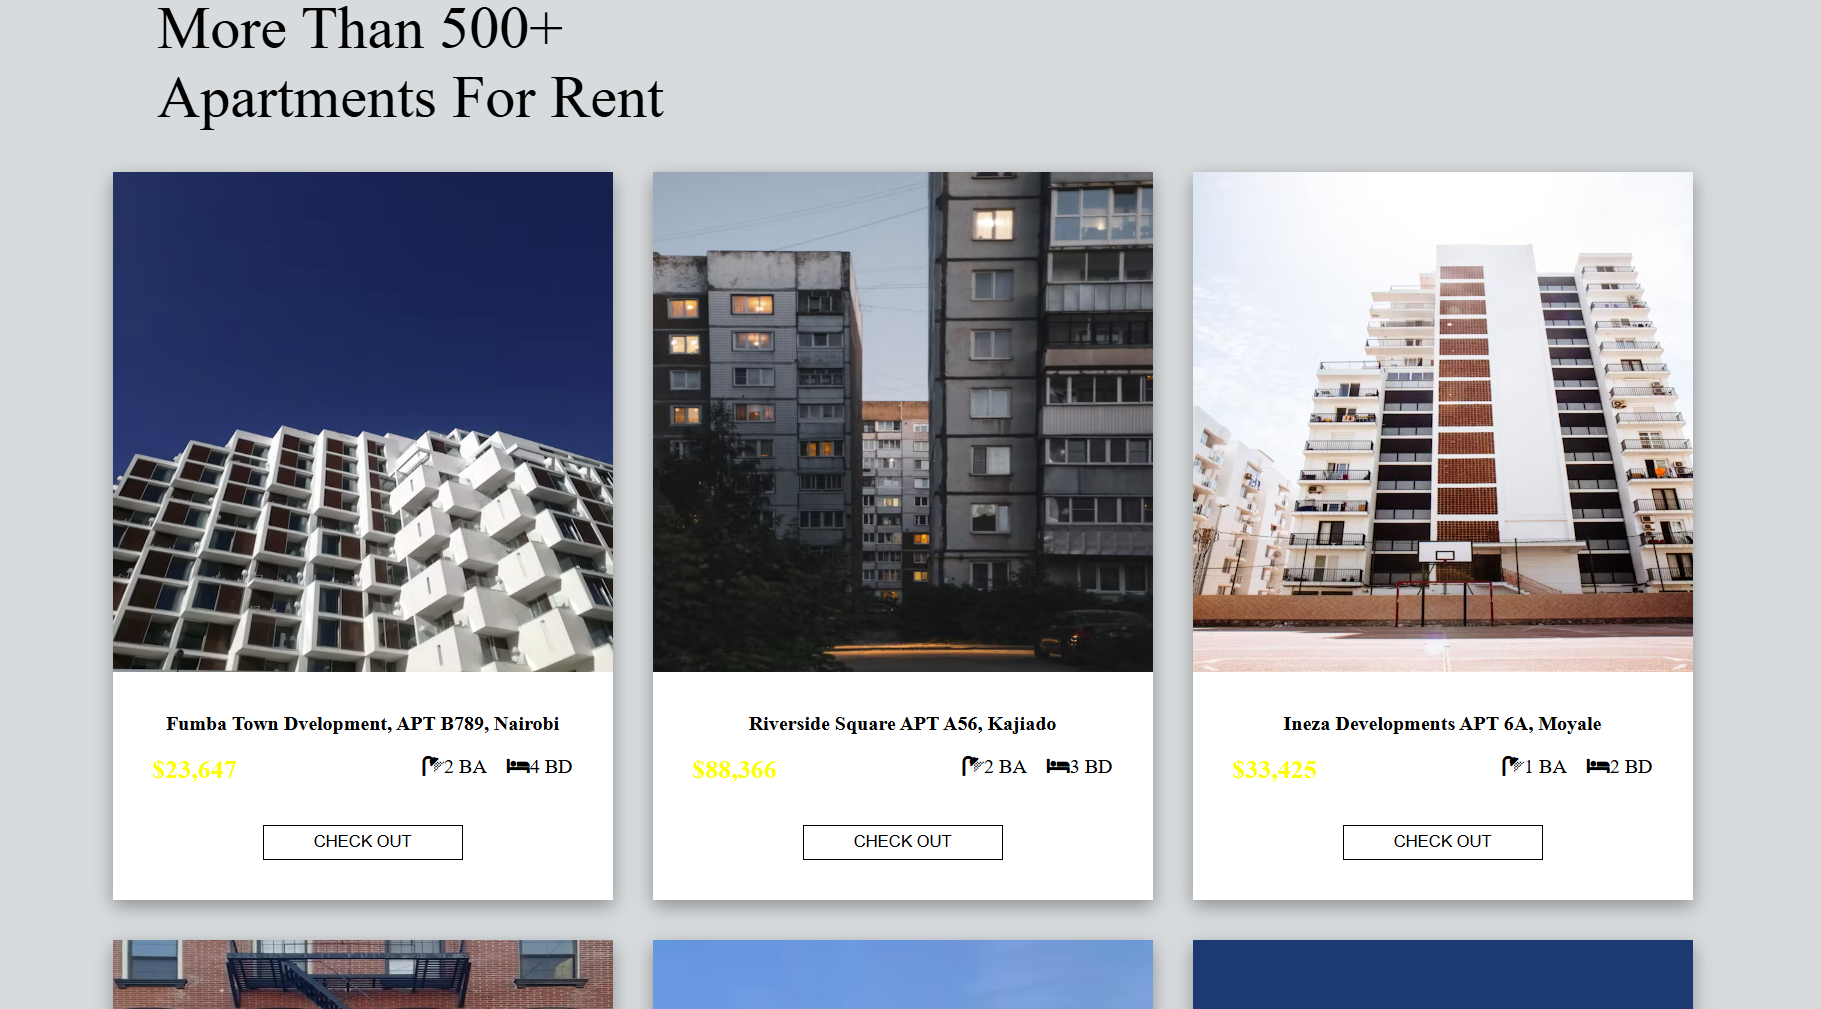 More Than 500+
Apartments For Rent
Fumba Town Dvelopment, APT B789, Nairobi
$23,647 2 BA 4 BD
CHECK OUT
Riverside Square APT A56, Kajiado
$88,366 2 BA 3 BD
CHECK OUT
Ineza Developments APT 6A, Moyale
$33,425 1 BA 2 BD
CHECK OUT